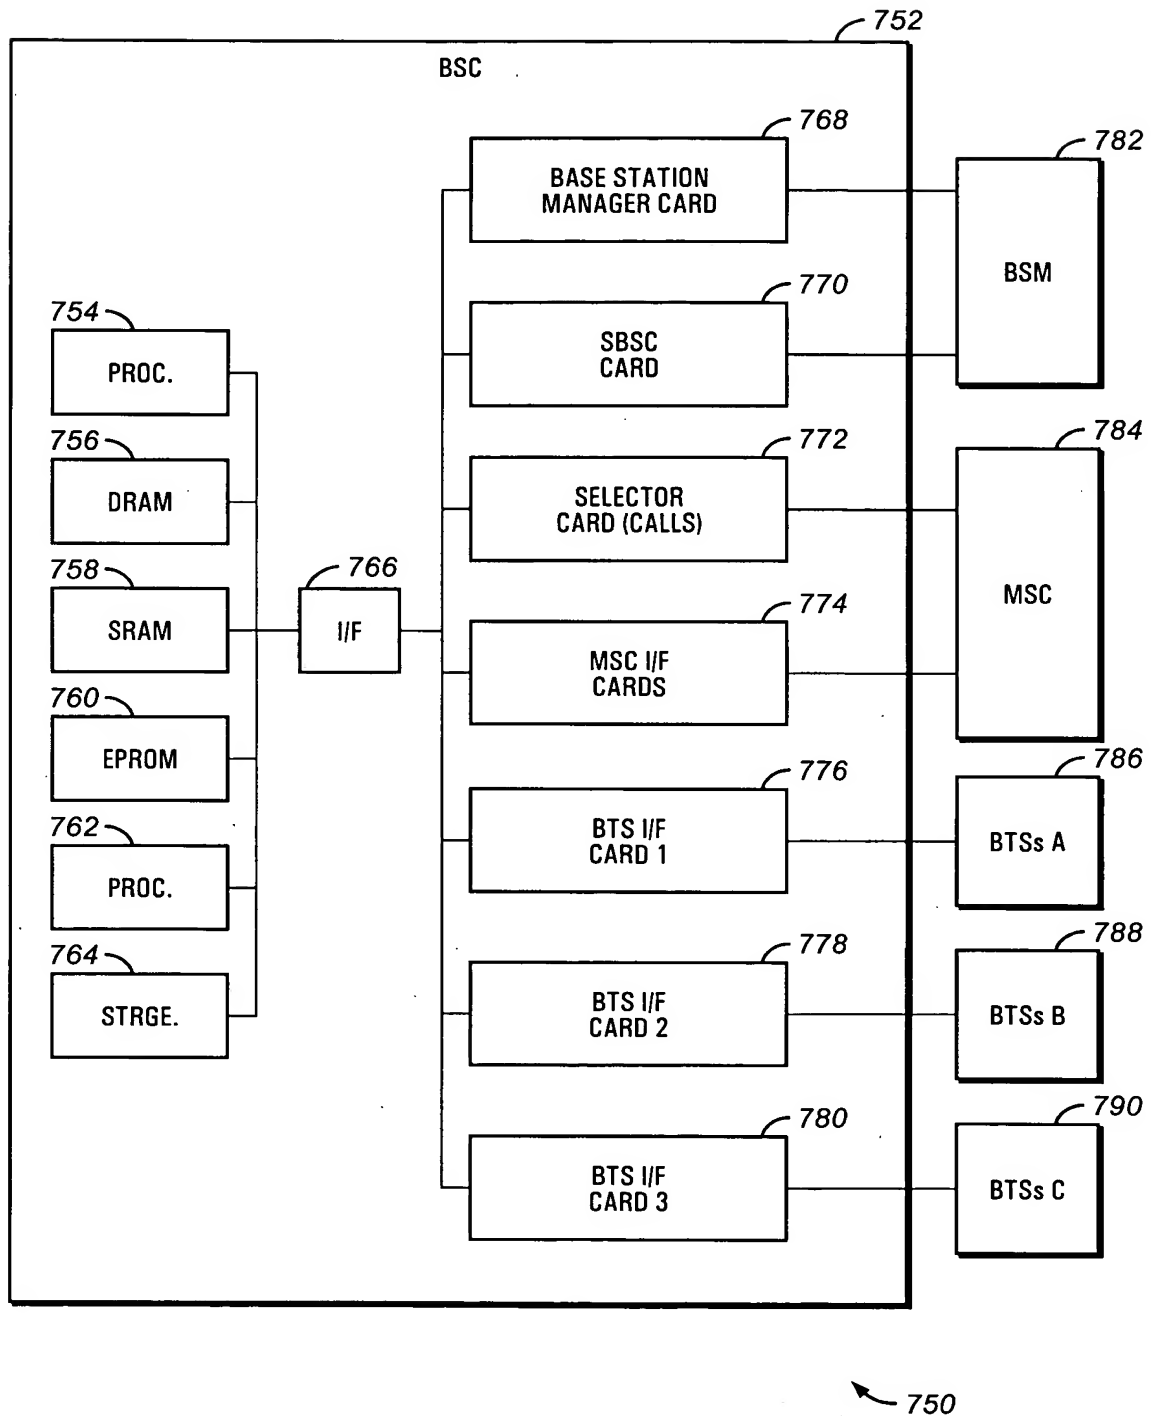 752
BSC
768
BASE STATION
MANAGER CARD
782
BSM
770
SBSC
CARD
754
PROC.
756
DRAM
758
SRAM
760
EPROM
762
PROC.
764
STRGE.
766
I/F
772
SELECTOR
CARD (CALLS)
784
MSC
774
MSC I/F
CARDS
776
BTS I/F
CARD 1
786
BTSs A
778
BTS I/F
CARD 2
788
BTSs B
780
BTS I/F
CARD 3
790
BTSs C
750